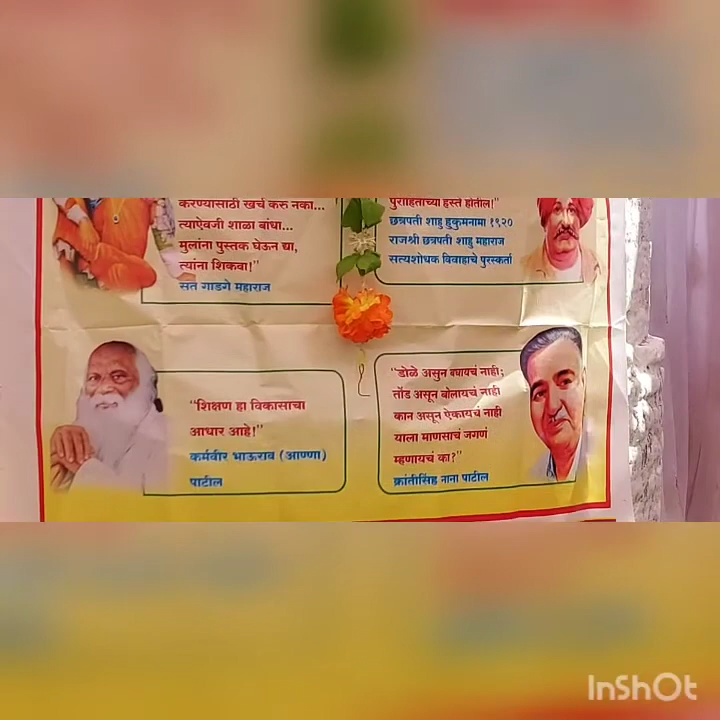 करण्यासाठी खर्च करु नका...
त्याऐवजी शाळा बांधा...
मुलांना पुस्तक घेऊन द्या,
त्यांना शिकवा!"
संत गाडगे महाराज
पुरोहिताच्या हस्ते होतील!"
छत्रपती शाहु हुकुमनामा १९२०
राजश्री छत्रपती शाहु महाराज
सत्यशोधक विवाहाचे पुरस्कर्ता
"शिक्षण हा विकासाचा
आधार आहे!"
कर्मवीर भाऊराव (आण्णा)
पाटील
"डोळे असुन बघायचं नाही;
तोंड असून बोलायचं नाही
कान असून ऐकायचं नाही
याला माणसाचं जगणं
म्हणायचं का?"
क्रांतीसिंह नाना पाटील
InShOt